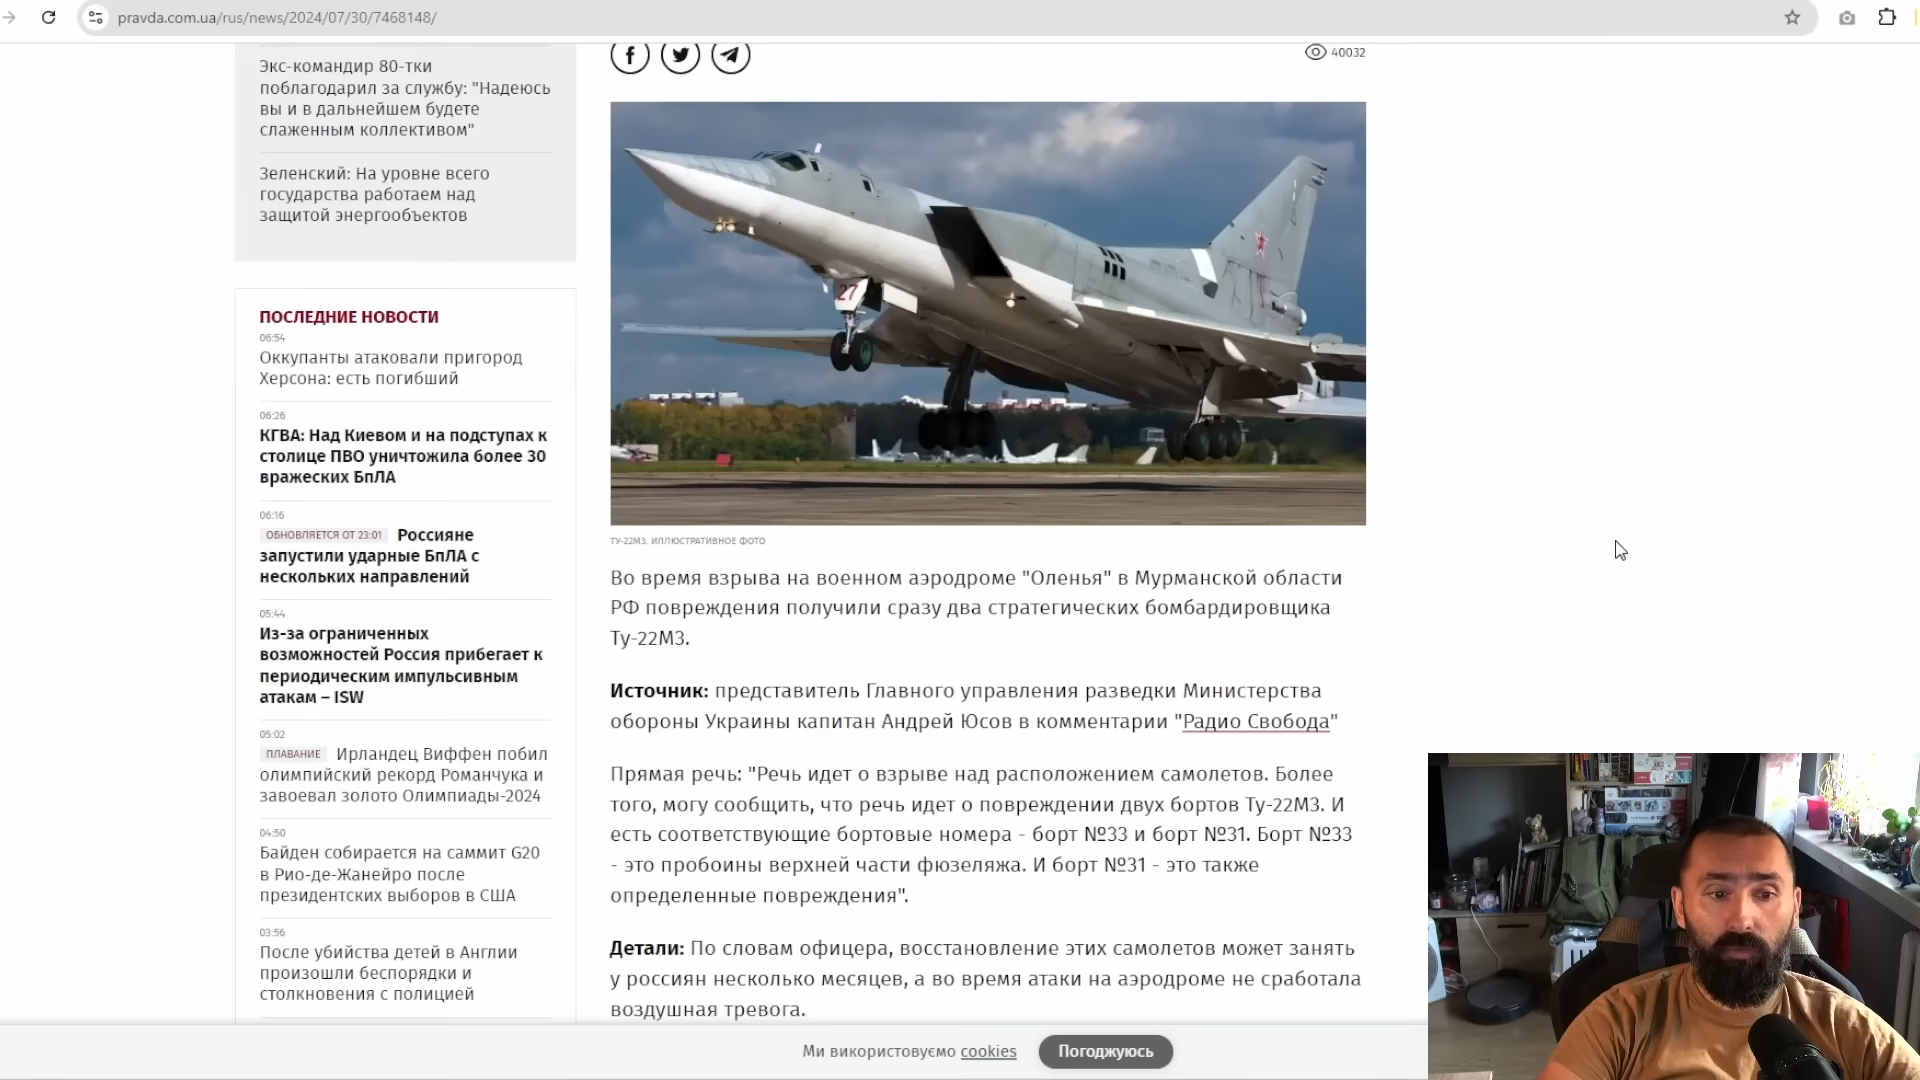 pravda.com.ua/rus/news/2024/07/30/7468148/
Экс-командир 80-тки
поблагодарил за службу: "Надеюсь
вы и в дальнейшем будете
слаженным коллективом"
Зеленский: На уровне всего
государства работаем над
защитой энергообъектов
ПОСЛЕДНИЕ НОВОСТИ
06:54
Оккупанты атаковали пригород
Херсона: есть погибший
06:26
КГВА: Над Киевом и на подступах к
столице ПВО уничтожила более 30
вражеских БпЛА
06:16
ОБНОВЛЯЕТСЯ ОТ 23:01 Россияне
запустили ударные БпЛА с
нескольких направлений
05:44
Из-за ограниченных
возможностей Россия прибегает к
периодическим импульсивным
атакам – ISW
05:02
ПЛАВАНИЕ Ирландец Виффен побил
олимпийский рекорд Романчука и
завоевал золото Олимпиады-2024
04:50
Байден собирается на саммит G20
в Рио-де-Жанейро после
президентских выборов в США
03:56
После убийства детей в Англии
произошли беспорядки и
столкновения с полицией
40032
27
ТУ-22М3. ИЛЛЮСТРАТИВНОЕ ФОТО
Во время взрыва на военном аэродроме "Оленья" в Мурманской области
РФ повреждения получили сразу два стратегических бомбардировщика
Ту-22М3.
Источник: представитель Главного управления разведки Министерства
обороны Украины капитан Андрей Юсов в комментарии "Радио Свобода"
Прямая речь: "Речь идет о взрыве над расположением самолетов. Более
того, могу сообщить, что речь идет о повреждении двух бортов Ту-22М3. И
есть соответствующие бортовые номера - борт №33 и борт №31. Борт №33
- это пробоины верхней части фюзеляжа. И борт №31 - это также
определенные повреждения".
Детали: По словам офицера, восстановление этих самолетов может занять
у россиян несколько месяцев, а во время атаки на аэродроме не сработала
воздушная тревога.
Ми використовуємо cookies
Погоджуюсь